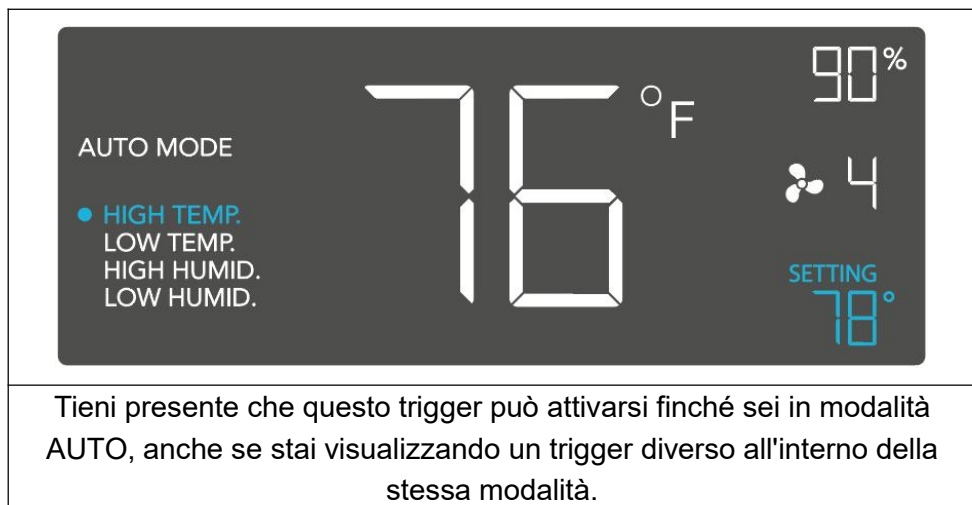 90%
76°F
AUTO MODE
4
• HIGH TEMP.
LOW TEMP.
HIGH HUMID.
LOW HUMID.
SETTING
78°
Tieni presente che questo trigger può attivarsi finché sei in modalità
AUTO, anche se stai visualizzando un trigger diverso all'interno della
stessa modalità.